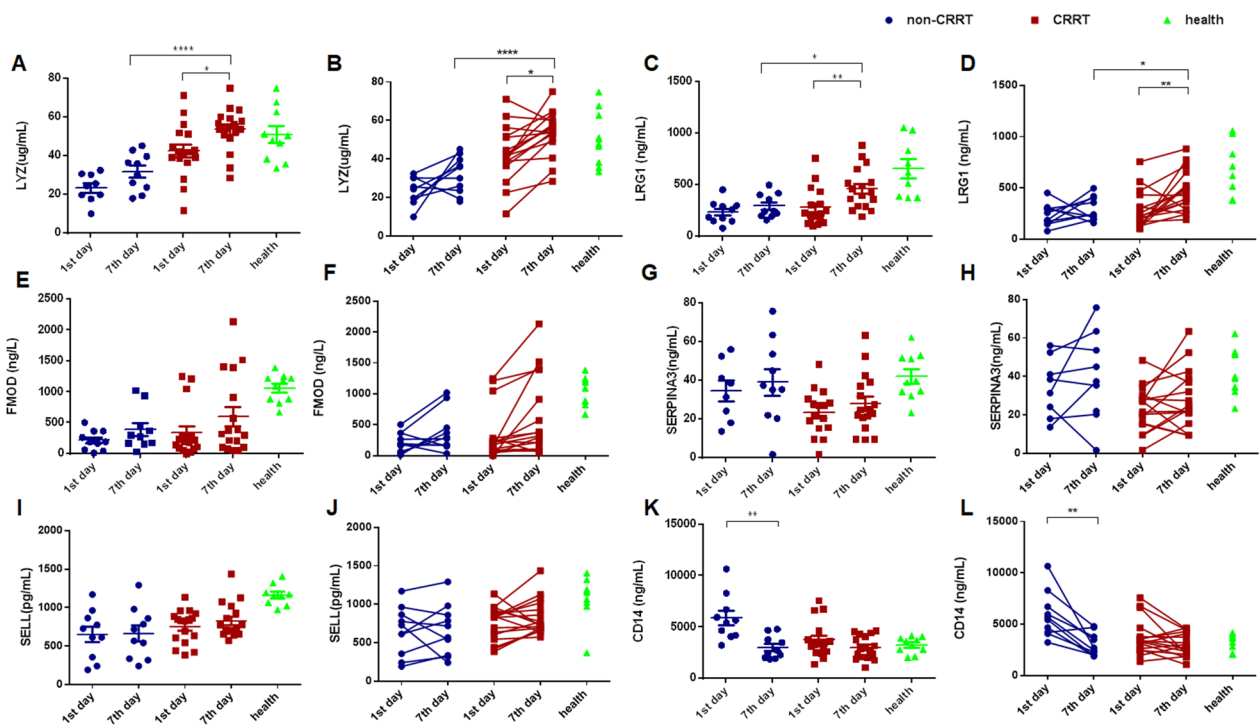 non-CRRT CRRT health
A B C D
**** **** * *
* * ** **
LYZ(ug/mL) 80 60 40 20 0 1st day 7th day 1st day 7th day health
LYZ(ug/mL) 80 60 40 20 0 1st day 7th day 1st day 7th day health
LRG1 (ng/mL) 1500 1000 500 0 1st day 7th day 1st day 7th day health
LRG1 (ng/mL) 1500 1000 500 0 1st day 7th day 1st day 7th day health
E F G H
FMOD (ng/L) 2500 2000 1500 1000 500 0 1st day 7th day 1st day 7th day health
FMOD (ng/L) 2500 2000 1500 1000 500 0 1st day 7th day 1st day 7th day health
SERPINA3(ng/mL) 80 60 40 20 0 1st day 7th day 1st day 7th day health
SERPINA3(ng/mL) 80 60 40 20 0 1st day 7th day 1st day 7th day health
I J K L
** **
SELL(pg/mL) 2000 1500 1000 500 0 1st day 7th day 1st day 7th day health
SELL(pg/mL) 2000 1500 1000 500 0 1st day 7th day 1st day 7th day health
CD14 (ng/mL) 15000 10000 5000 0 1st day 7th day 1st day 7th day health
CD14 (ng/mL) 15000 10000 5000 0 1st day 7th day 1st day 7th day health